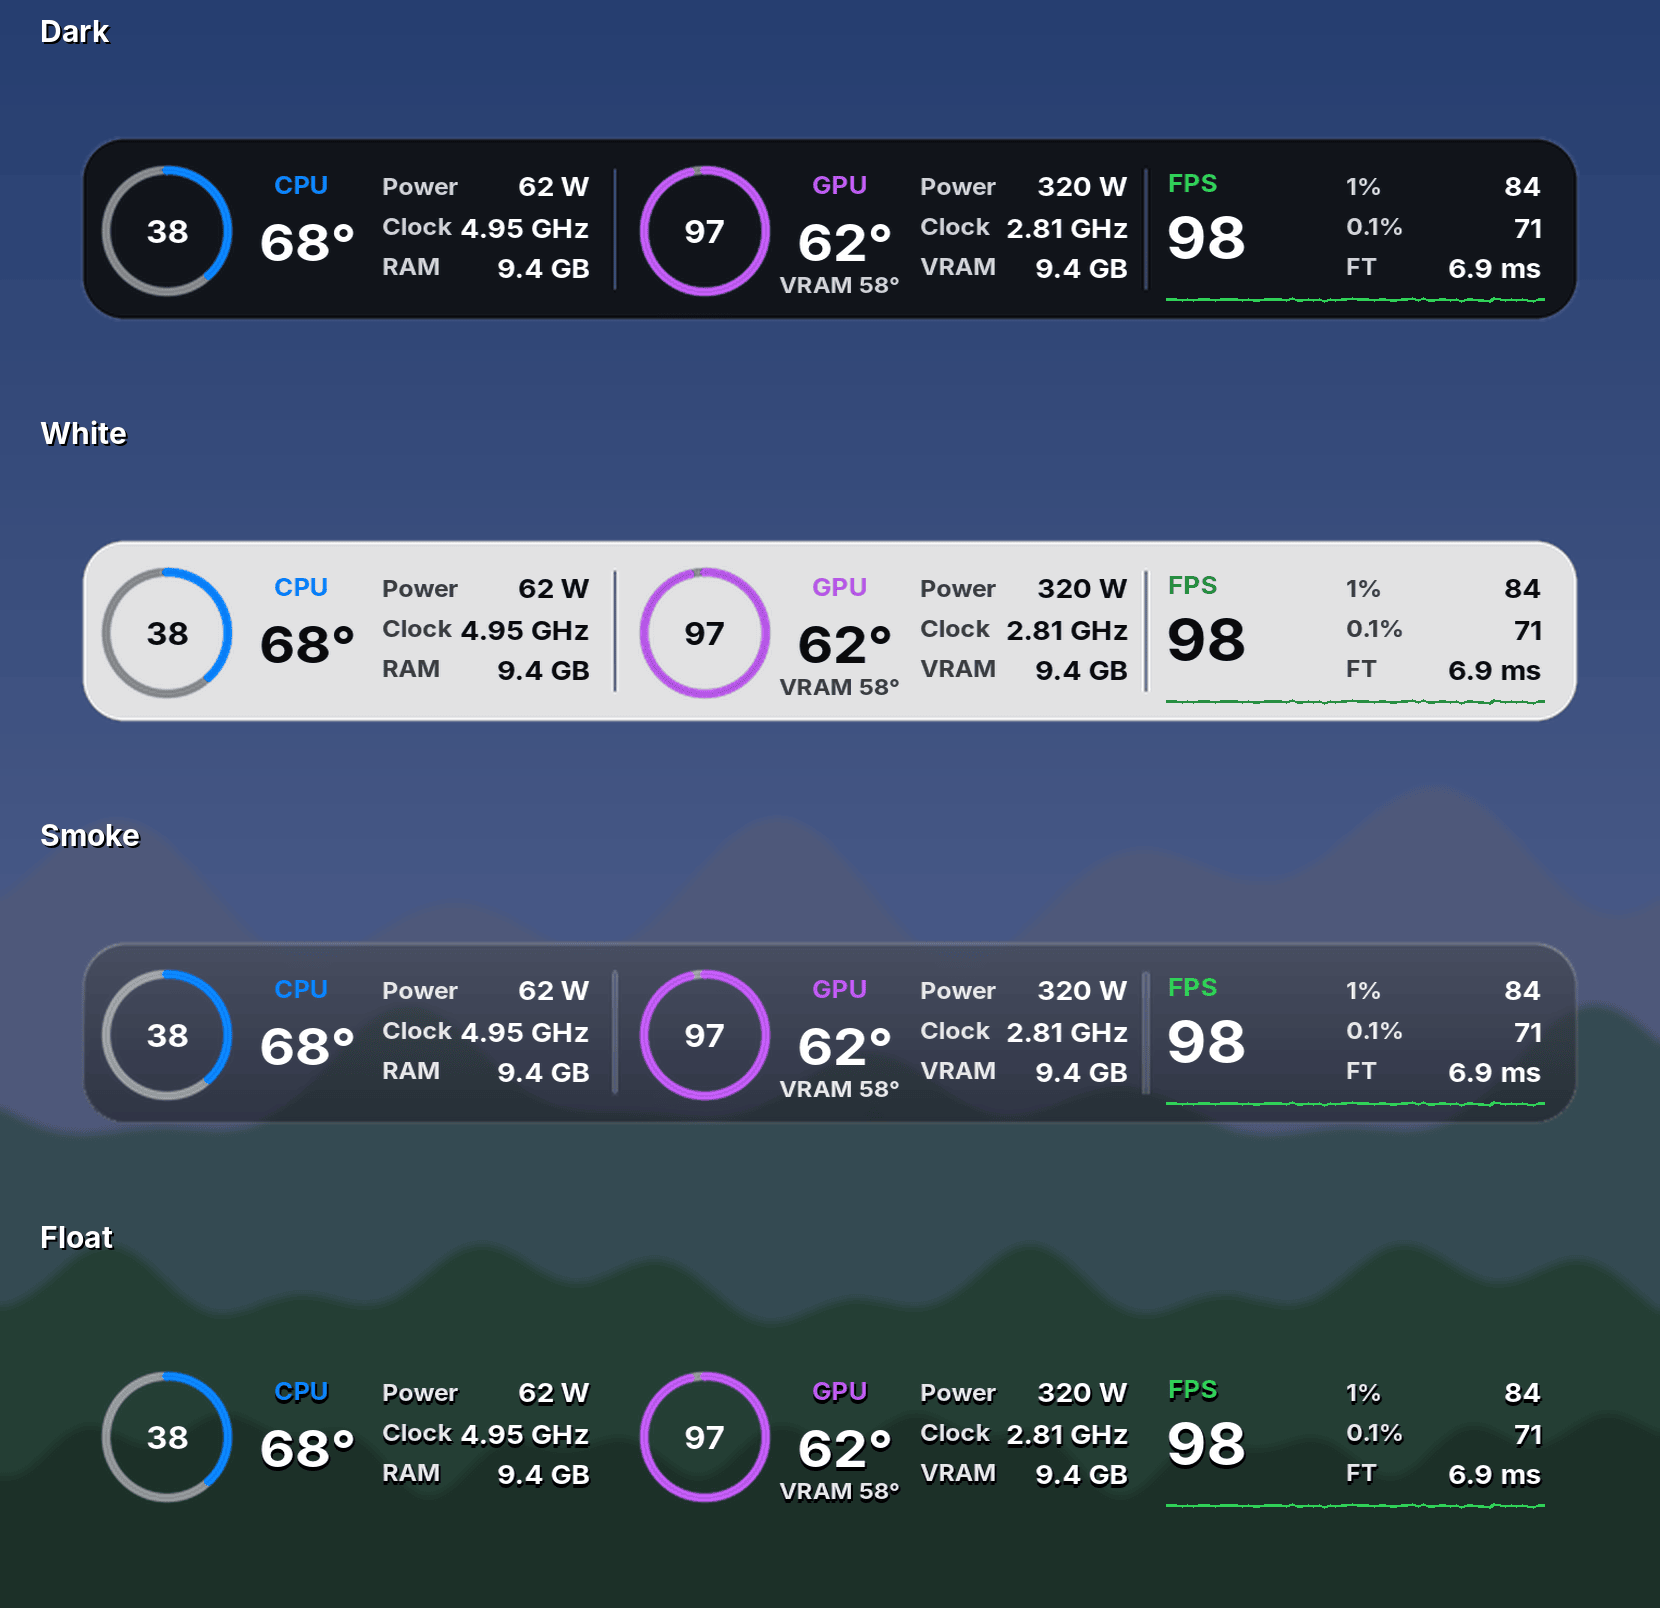 Dark
38 CPU Power 62 W 97 GPU Power 320 W FPS 1% 84
68° Clock 4.95 GHz 62° Clock 2.81 GHz 98 0.1% 71
RAM 9.4 GB VRAM 58° VRAM 9.4 GB FT 6.9 ms
White
38 CPU Power 62 W 97 GPU Power 320 W FPS 1% 84
68° Clock 4.95 GHz 62° Clock 2.81 GHz 98 0.1% 71
RAM 9.4 GB VRAM 58° VRAM 9.4 GB FT 6.9 ms
Smoke
38 CPU Power 62 W 97 GPU Power 320 W FPS 1% 84
68° Clock 4.95 GHz 62° Clock 2.81 GHz 98 0.1% 71
RAM 9.4 GB VRAM 58° VRAM 9.4 GB FT 6.9 ms
Float
38 CPU Power 62 W 97 GPU Power 320 W FPS 1% 84
68° Clock 4.95 GHz 62° Clock 2.81 GHz 98 0.1% 71
RAM 9.4 GB VRAM 58° VRAM 9.4 GB FT 6.9 ms